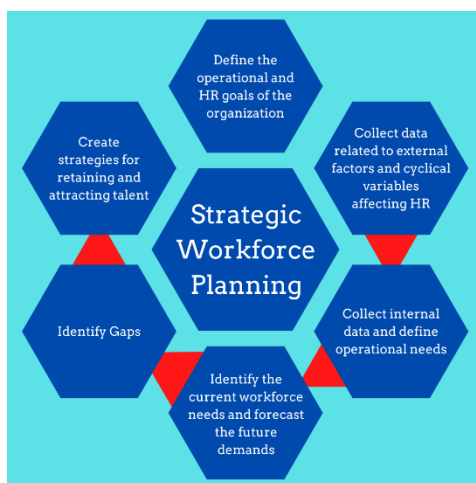 Define the
operational and
HR goals of the
organization
Collect data
related to external
factors and cyclical
variables
affecting HR
Collect internal
data and define
operational needs
Identify the
current workforce
needs and forecast
the future
demands
Identify Gaps
Create
strategies for
retaining and
attracting talent
Strategic
Workforce
Planning